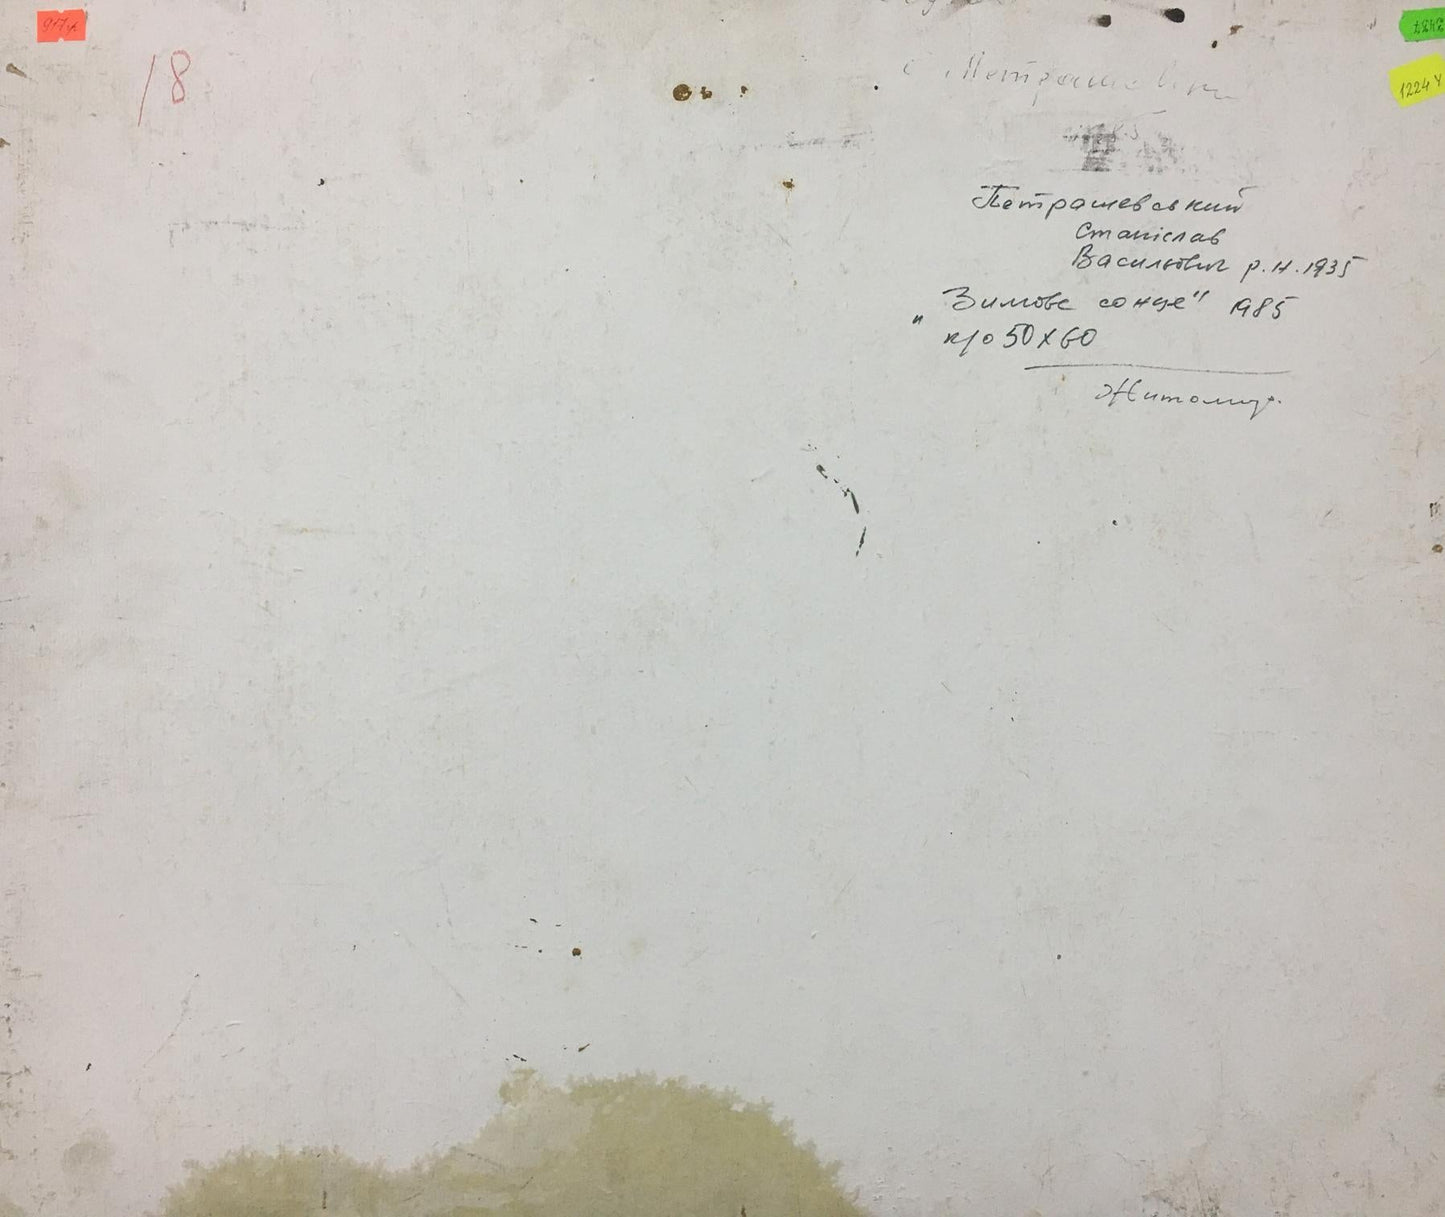 18
1224 ч
Петрашевський
Станіслав
Васильович р.н. 1935
„Зимове сонце" 1985
к/о 50х60
Житомир.